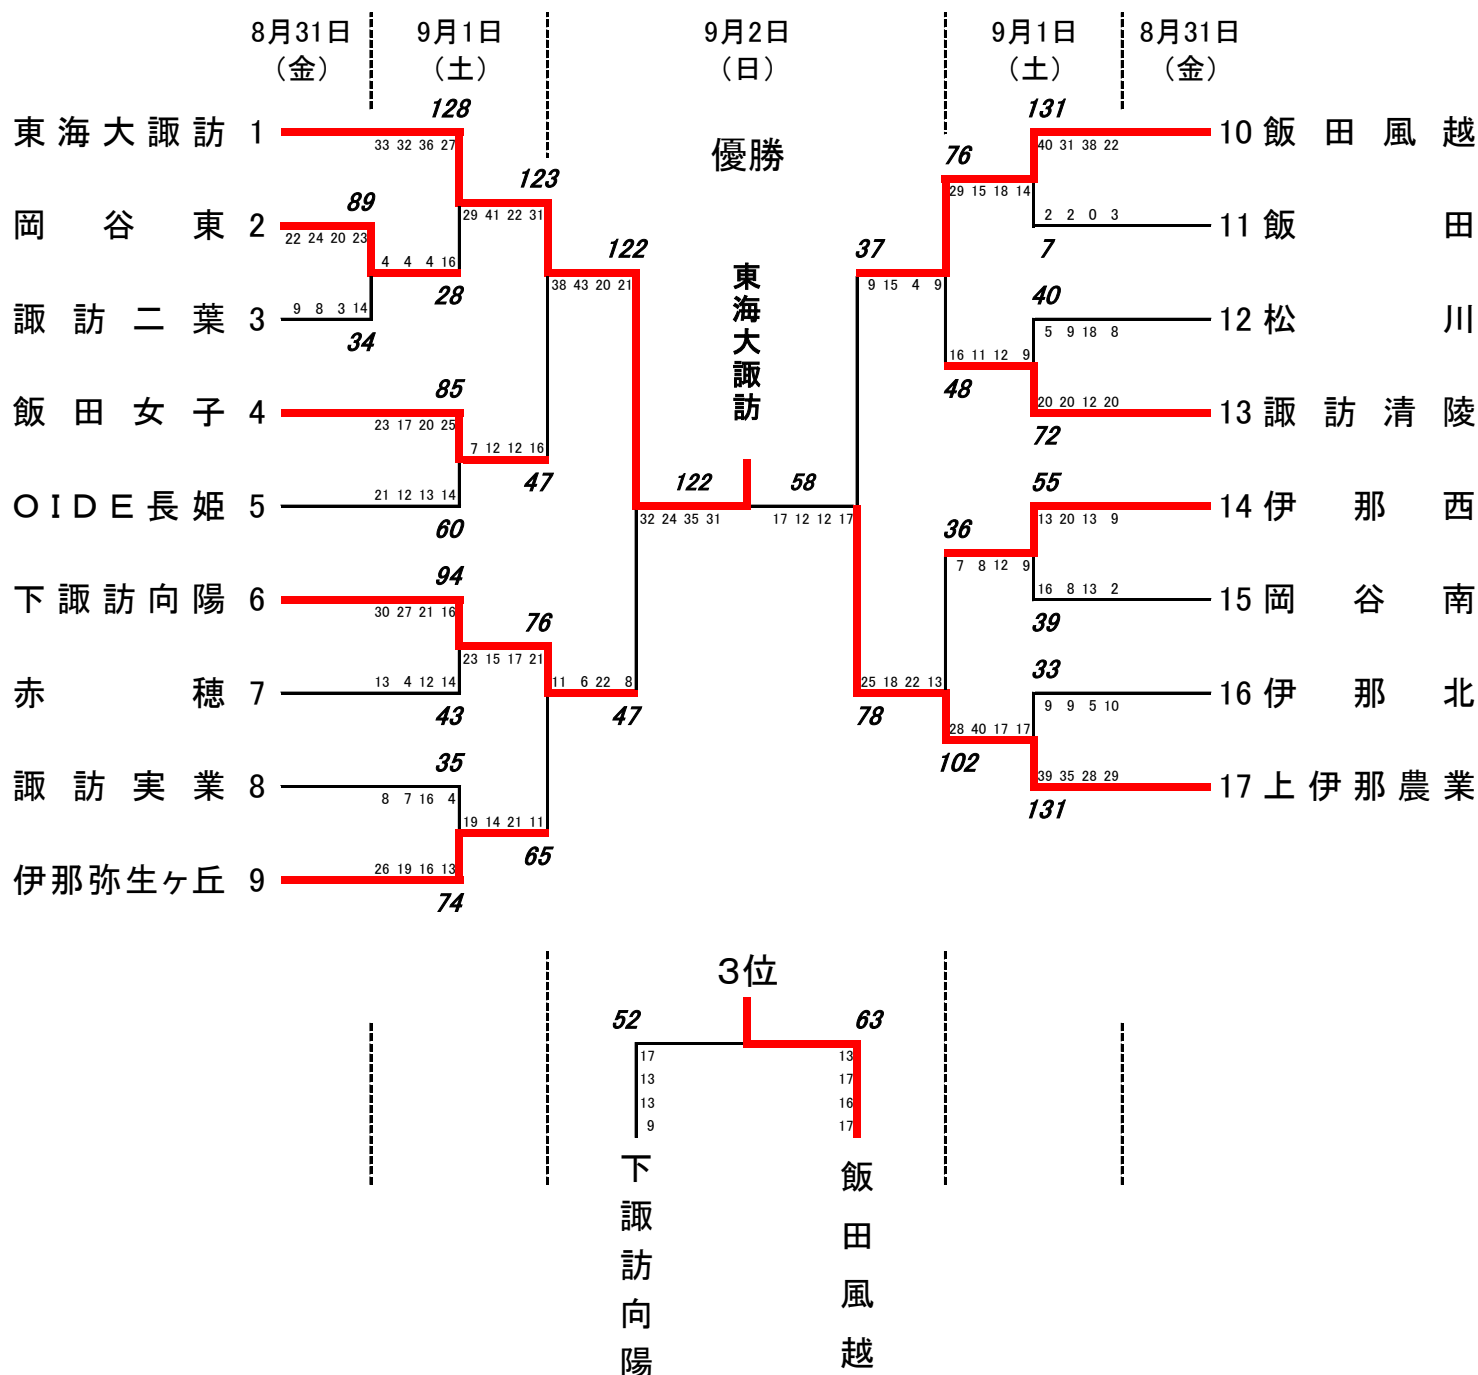 8月31日 9月1日 9月2日 9月1日 8月31日
（金） （土） （日） （土） （金）
128 131
東海大諏訪 1 33 32 36 27 優勝 76 40 31 38 22 10 飯田風越
123 29 15 18 14
89 29 41 22 31
岡谷東 2 22 24 20 23 2 2 0 3 11 飯田
122 37 7
4 4 4 16 東海大諏訪
28 38 43 20 21 9 15 4 9 40
諏訪二葉 3 9 8 3 14 5 9 18 8 12 松川
34 16 11 12 9
85 48
飯田女子 4 23 17 20 25 20 20 12 20 13 諏訪清陵
7 12 12 16 72
47 122 58 55
OIDE長姫 5 21 12 13 14 32 24 35 31 17 12 12 17 13 20 13 9 14 伊那西
60 36
94 7 8 12 9
下諏訪向陽 6 30 27 21 16 16 8 13 2 15 岡谷南
76 39
23 15 17 21 33
赤穂 7 13 4 12 14 11 6 22 8 25 18 22 13 9 9 5 10 16 伊那北
43 47 78
28 40 17 17
35 102
諏訪実業 8 8 7 16 4 39 35 28 29 17 上伊那農業
19 14 21 11 131
65
伊那弥生ヶ丘 9 26 19 16 13
74
3位
52 63
17 13
13 17
13 16
9 17
下諏訪向陽 飯田風越